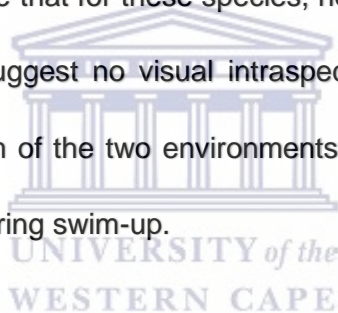 that for these species,
uggest no visual intraspec
of the two environments
ring swim-up.
UNIVERSITY of the
WESTERN CAPE